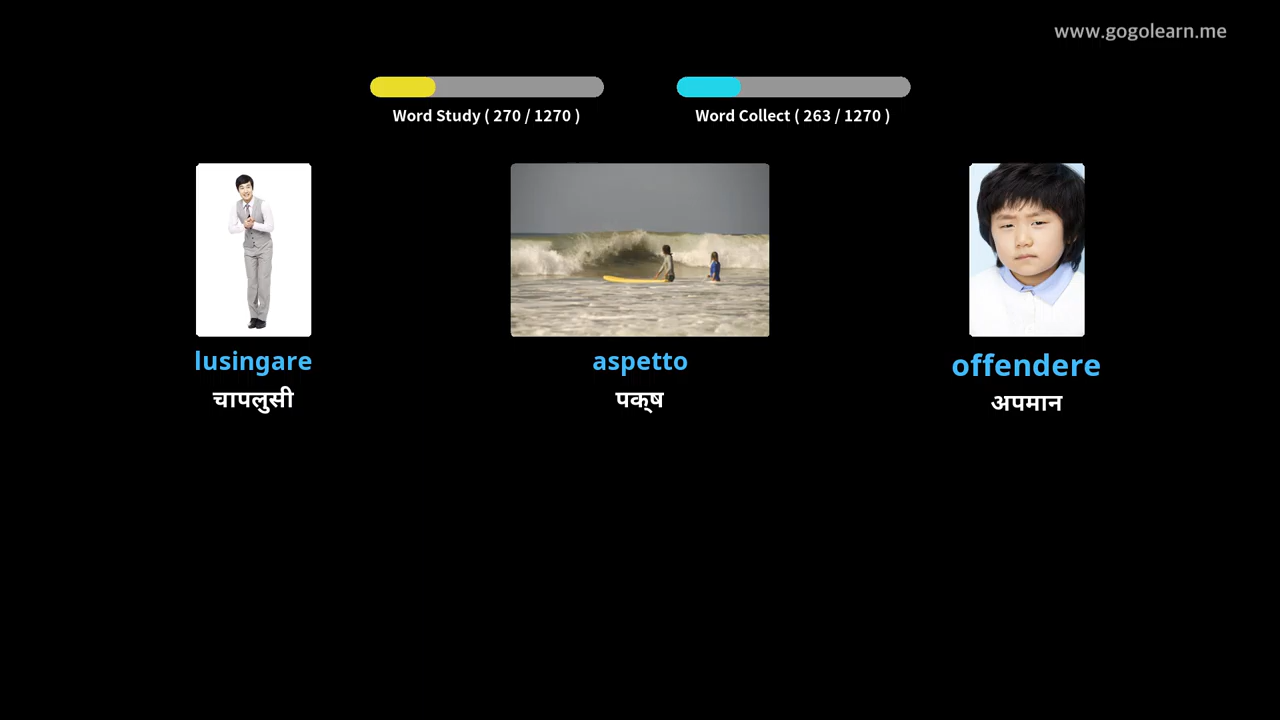 www.gogolearn.me
Word Study ( 270 / 1270 )
Word Collect ( 263 / 1270 )
lusingare
चापलुसी
aspetto
पक्ष
offendere
अपमान